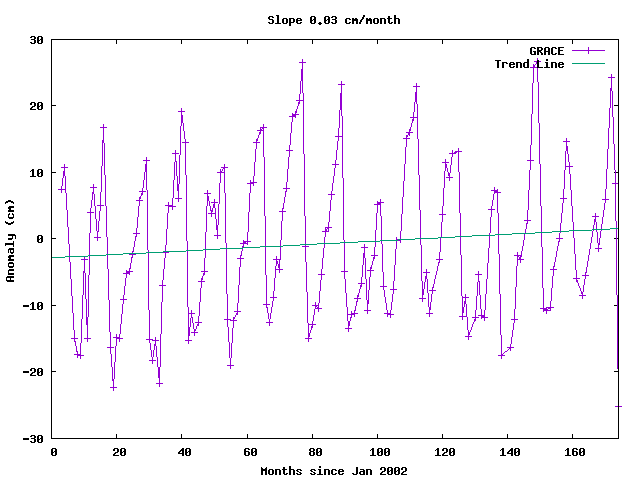 Slope 0.03 cm/month
GRACE
Trend Line
30
20
10
0
-10
-20
-30
Anomaly (cm)
0 20 40 60 80 100 120 140 160
Months since Jan 2002